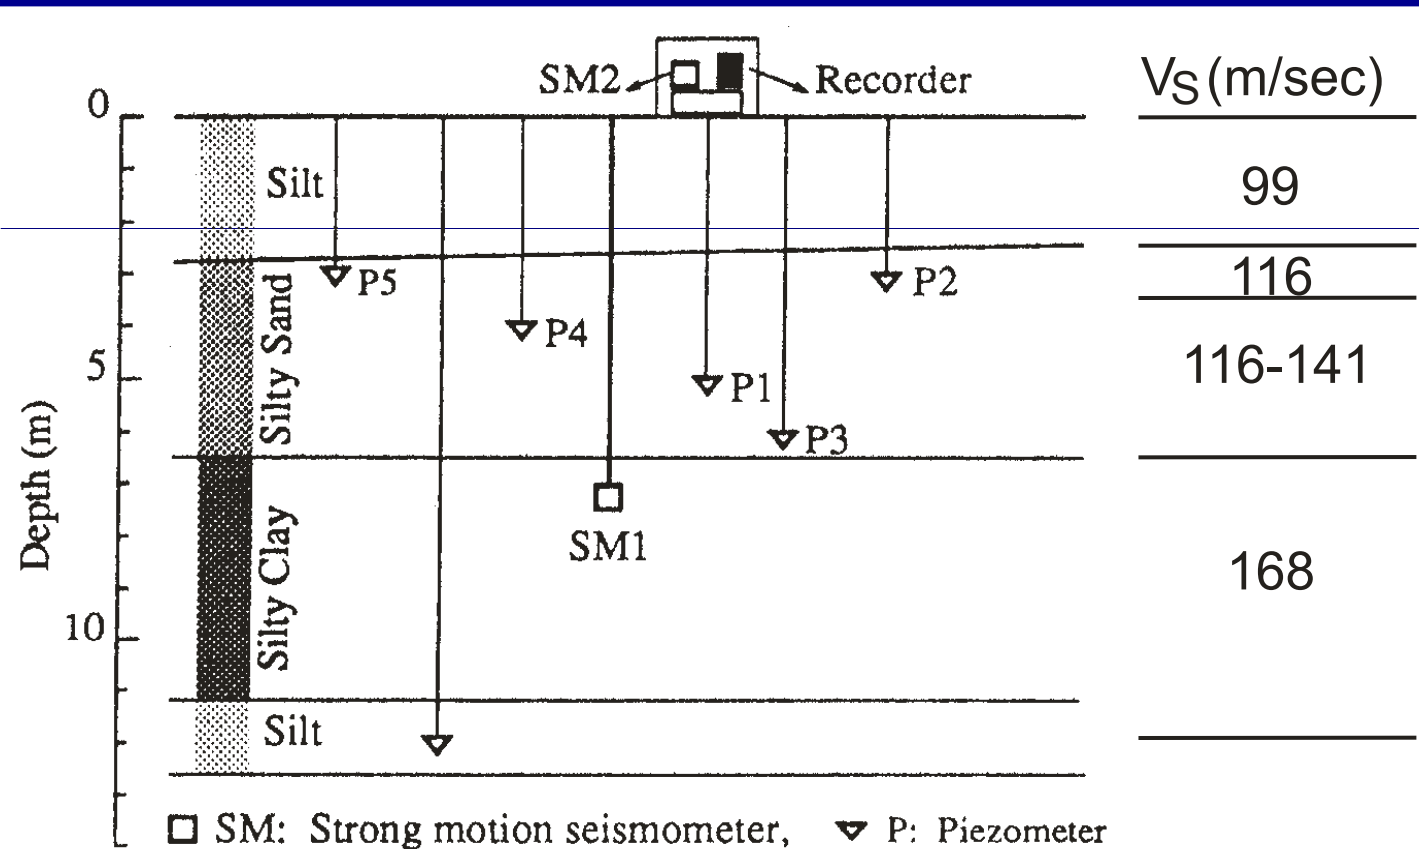 SM2
Recorder
V_S (m/sec)
0
Silt
99
P5
P2
116
P4
Silty Sand
5
P1
116-141
P3
Depth (m)
SM1
Silty Clay
168
10
Silt
SM: Strong motion seismometer,
P: Piezometer